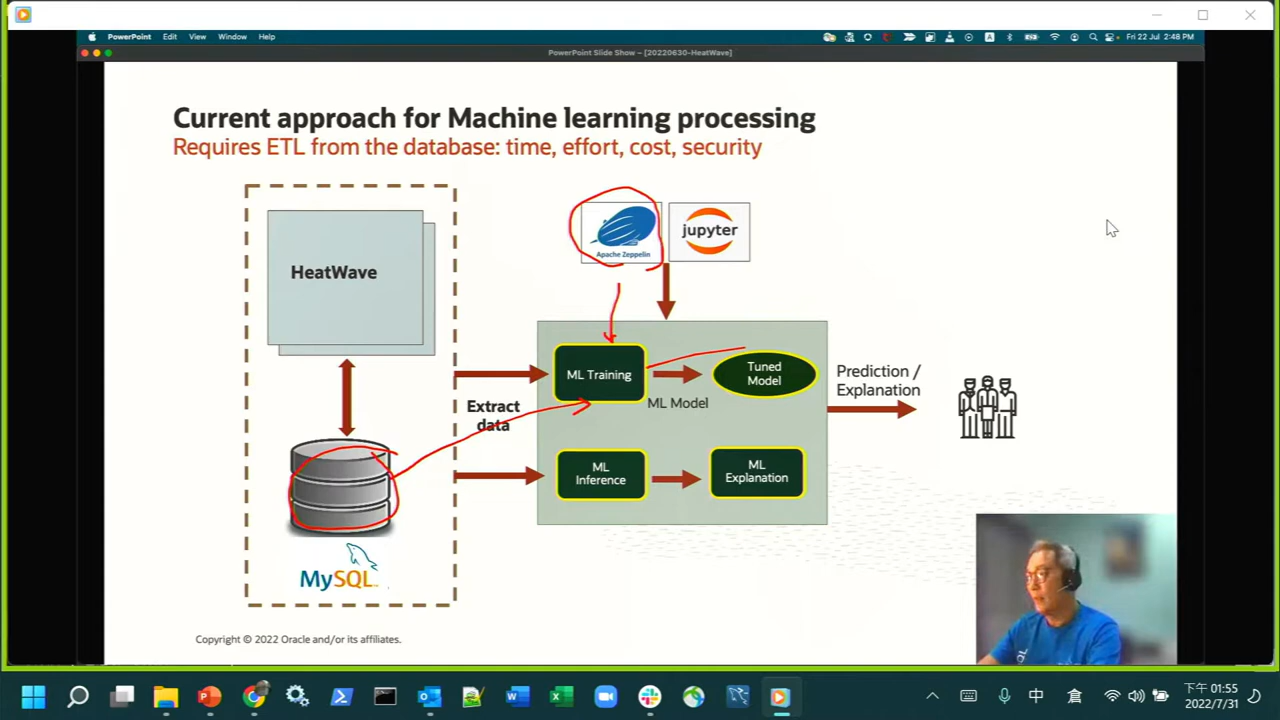 PowerPoint Edit View Window Help
Fri 22 Jul 2:48 PM
PowerPoint Slide Show - [20220630-HeatWave]
Current approach for Machine learning processing
Requires ETL from the database: time, effort, cost, security
HeatWave
MySQL
Apache Zeppelin
jupyter
Extract
data
ML Training
ML Model
Tuned
Model
ML
Inference
ML
Explanation
Prediction /
Explanation
Copyright © 2022 Oracle and/or its affiliates.
SQL
中
下午 01:55
2022/7/31